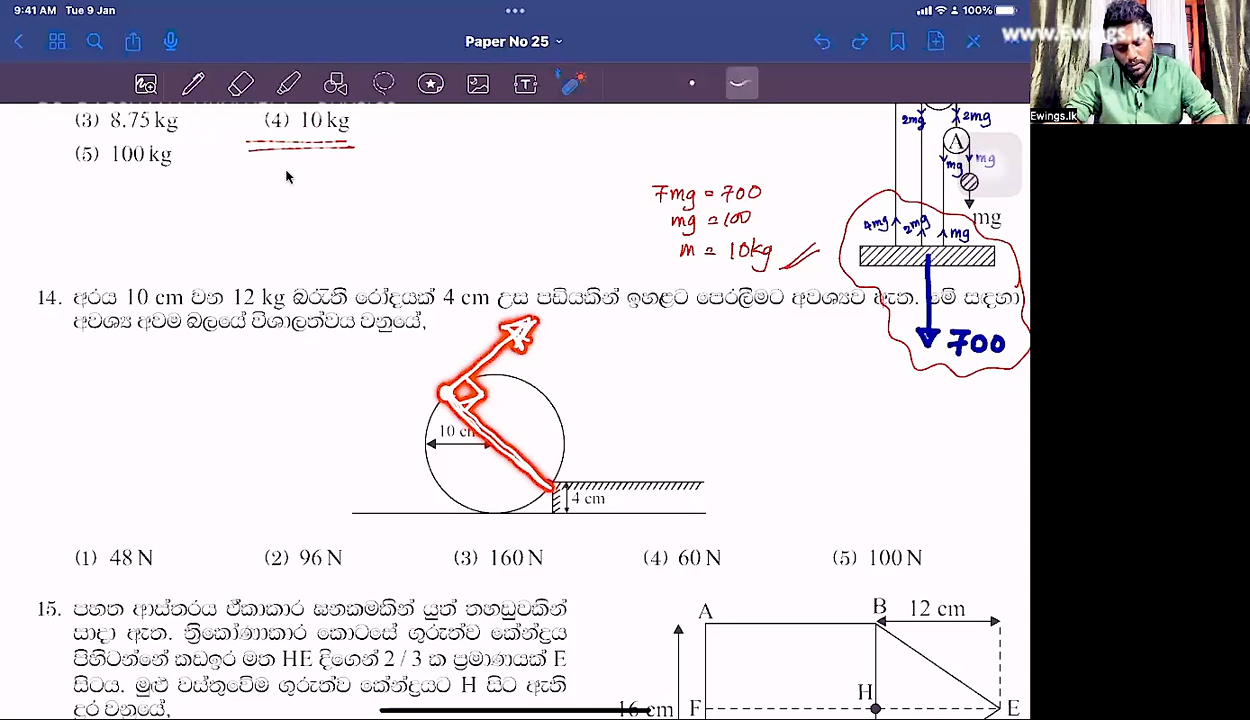 9:41 AM Tue 9 Jan
100%
Paper No 25
www.Ewings.lk
Ewings.lk
(3) 8.75 kg (4) 10 kg
(5) 100 kg
2mg 2mg
A
mg mg
mg
4mg 2mg mg
7mg = 700
mg = 100
m = 10kg
700
14. අරය 10 cm වන 12 kg බරැති රෝදයක් 4 cm උස පඩියකින් ඉහළට පෙරලීමට අවශ්‍යව ඇත. මේ සඳහා
අවශ්‍ය අවම බලයේ විශාලත්වය වනුයේ,
10 cm
4 cm
(1) 48 N (2) 96 N (3) 160 N (4) 60 N (5) 100 N
15. පහත ආස්තරය ඒකාකාර ඝනකමකින් යුත් තහඩුවකින්
සාදා ඇත. ත්‍රිකෝණාකාර කොටසේ ගුරුත්ව කේන්ද්‍රය
පිහිටන්නේ කඩඉර මත HE දිගෙන් 2 / 3 ක ප්‍රමාණයක් E
සිටය. මුළු වස්තුවේම ගුරුත්ව කේන්ද්‍රයට H සිට ඇති
දුර වනුයේ,
A B 12 cm
H
16 cm F E